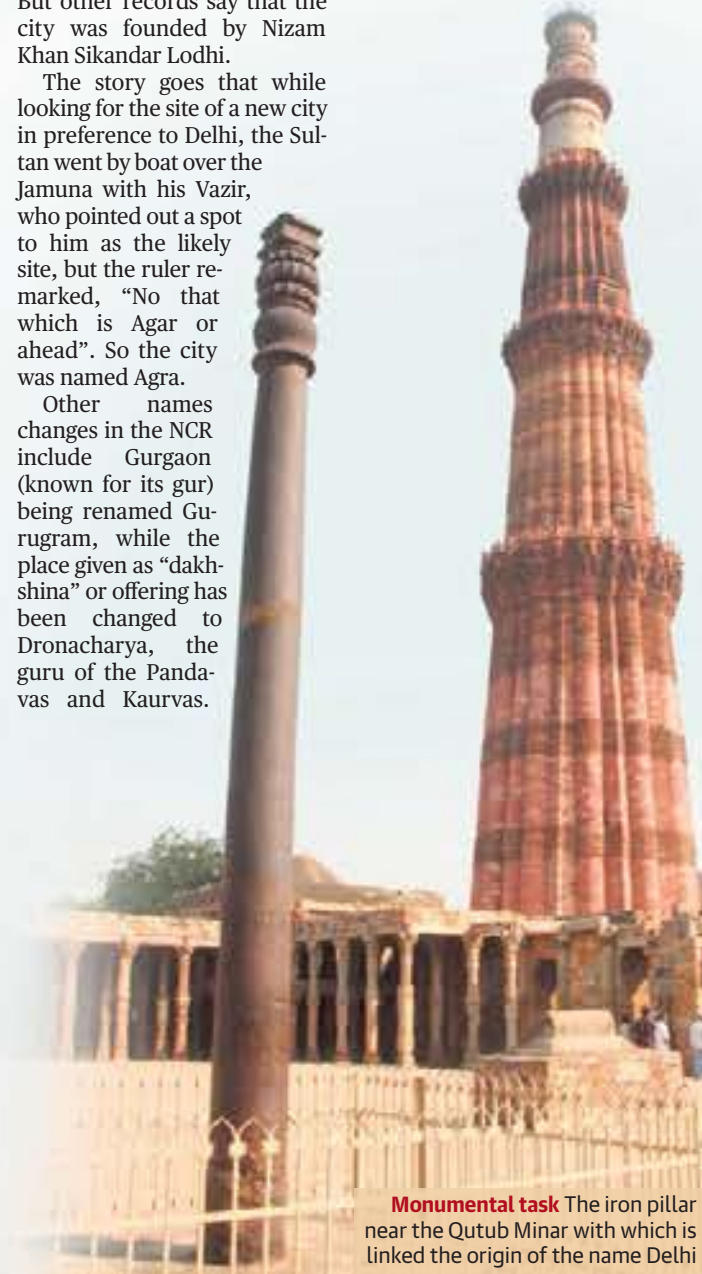 But other records say that the
city was founded by Nizam
Khan Sikandar Lodhi.
The story goes that while
looking for the site of a new city
in preference to Delhi, the Sul-
tan went by boat over the
Jamuna with his Vazir,
who pointed out a spot
to him as the likely
site, but the ruler re-
marked, “No that
which is Agar or
ahead”. So the city
was named Agra.
Other names
changes in the NCR
include Gurgaon
(known for its gur)
being renamed Gu-
rugram, while the
place given as “dakh-
shina” or offering has
been changed to
Dronacharya, the
guru of the Panda-
vas and Kaurvas.
Monumental task The iron pillar
near the Qutub Minar with which is
linked the origin of the name Delhi